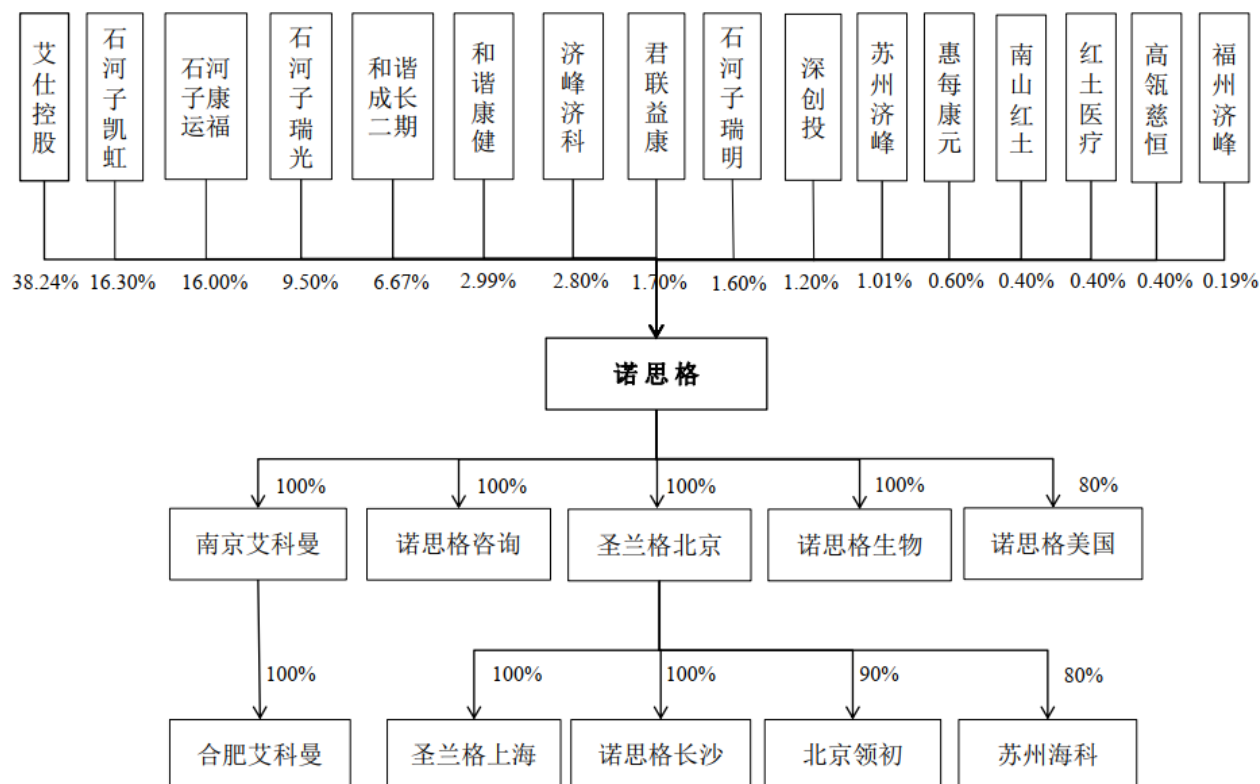 艾仕控股
石河子凯虹
石河子康运福
石河子瑞光
和谐成长二期
和谐康健
济峰济科
君联益康
石河子瑞明
深创投
苏州济峰
惠每康元
南山红土
红土医疗
高瓴慈恒
福州济峰
38.24%
16.30%
16.00%
9.50%
6.67%
2.99%
2.80%
1.70%
1.60%
1.20%
1.01%
0.60%
0.40%
0.40%
0.40%
0.19%
诺思格
100%
100%
100%
100%
80%
南京艾科曼
诺思格咨询
圣兰格北京
诺思格生物
诺思格美国
100%
100%
100%
90%
80%
合肥艾科曼
圣兰格上海
诺思格长沙
北京领初
苏州海科